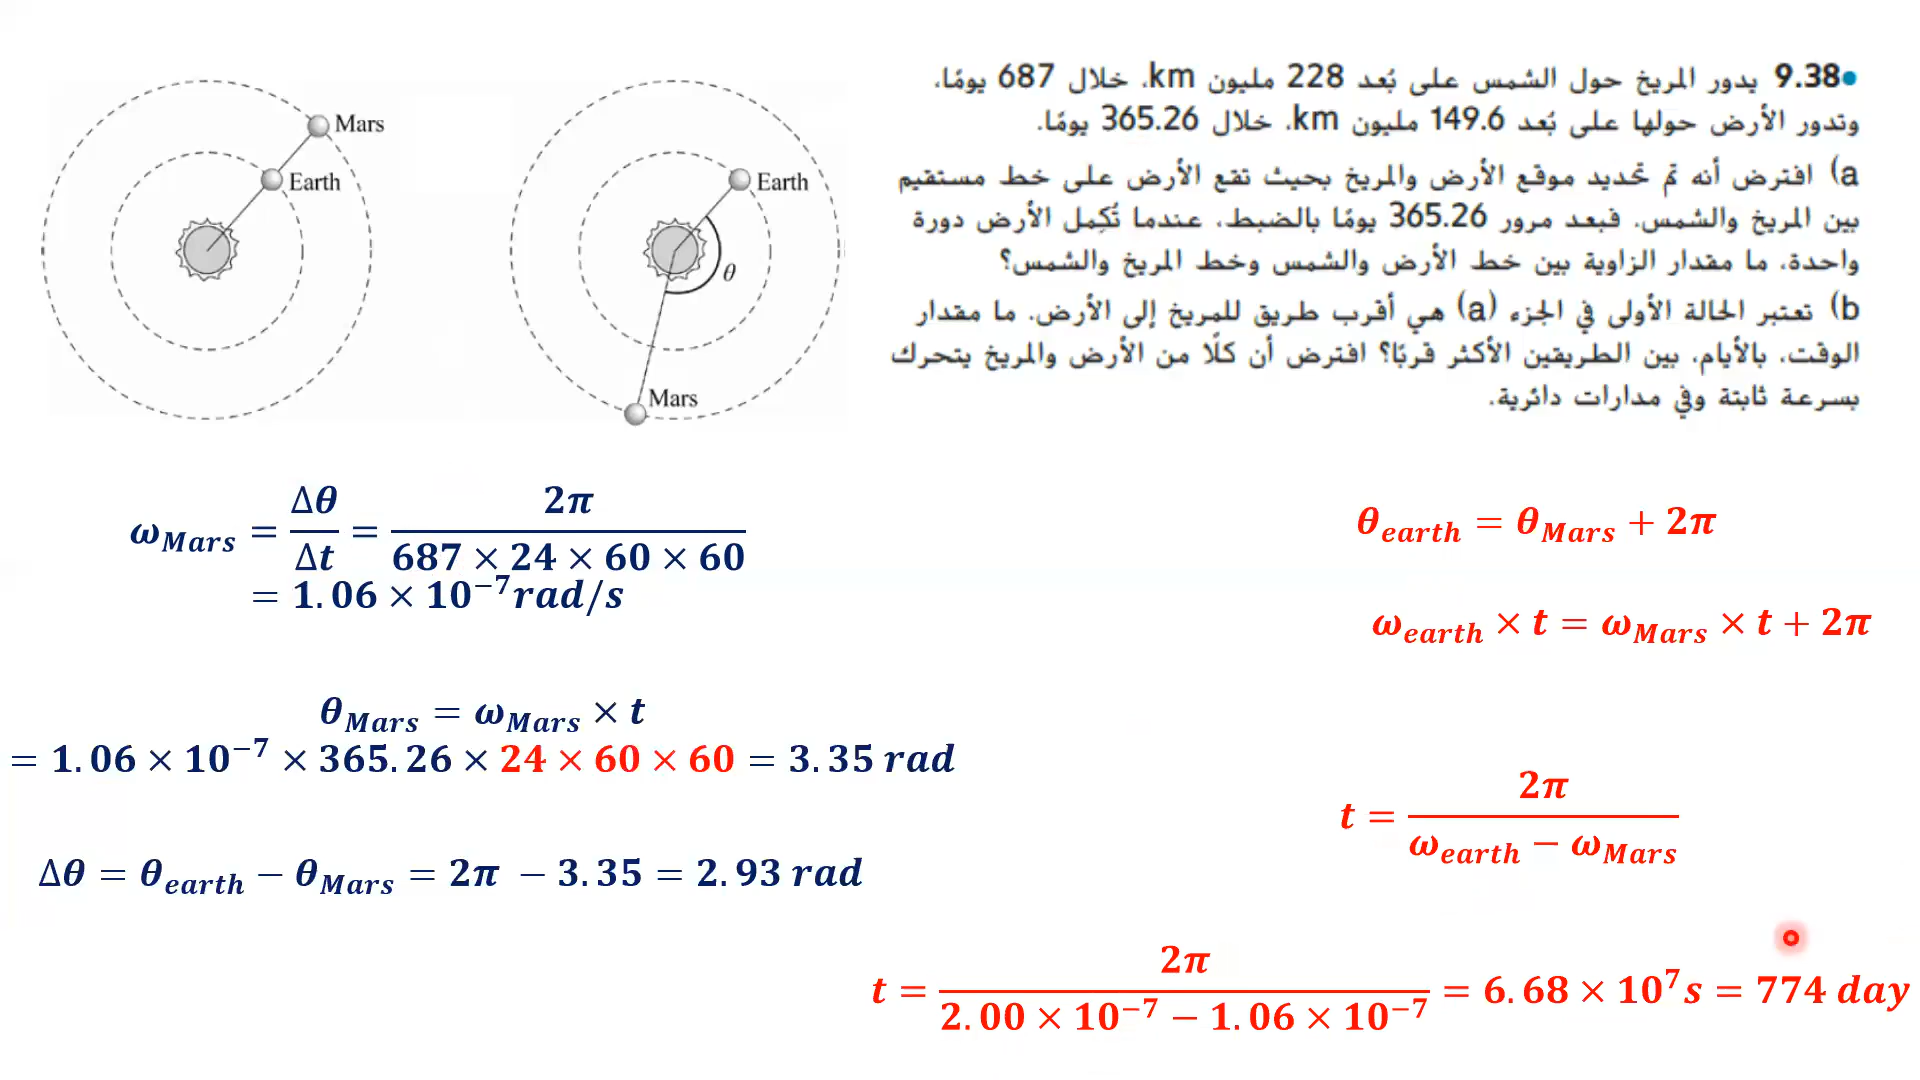 •9.38 يدور المريخ حول الشمس على بُعد 228 مليون km، خلال 687 يومًا،
وتدور الأرض حولها على بُعد 149.6 مليون km، خلال 365.26 يومًا.
(a افترض أنه تم تحديد موقع الأرض والمريخ بحيث تقع الأرض على خط مستقيم
بين المريخ والشمس. فبعد مرور 365.26 يومًا بالضبط، عندما تُكمِل الأرض دورة
واحدة، ما مقدار الزاوية بين خط الأرض والشمس وخط المريخ والشمس؟
(b تعتبر الحالة الأولى في الجزء (a) هي أقرب طريق للمريخ إلى الأرض. ما مقدار
الوقت، بالأيام، بين الطريقين الأكثر قربًا؟ افترض أن كلًا من الأرض والمريخ يتحرك
بسرعة ثابتة وفي مدارات دائرية.
Mars
Earth
Earth
θ
Mars
ω_Mars = Δθ/Δt = 2π/(687 × 24 × 60 × 60)
= 1.06 × 10⁻⁷ rad/s
θ_Mars = ω_Mars × t
= 1.06 × 10⁻⁷ × 365.26 × 24 × 60 × 60 = 3.35 rad
Δθ = θ_earth − θ_Mars = 2π − 3.35 = 2.93 rad
θ_earth = θ_Mars + 2π
ω_earth × t = ω_Mars × t + 2π
t = 2π/(ω_earth − ω_Mars)
t = 2π/(2.00 × 10⁻⁷ − 1.06 × 10⁻⁷) = 6.68 × 10⁷ s = 774 day